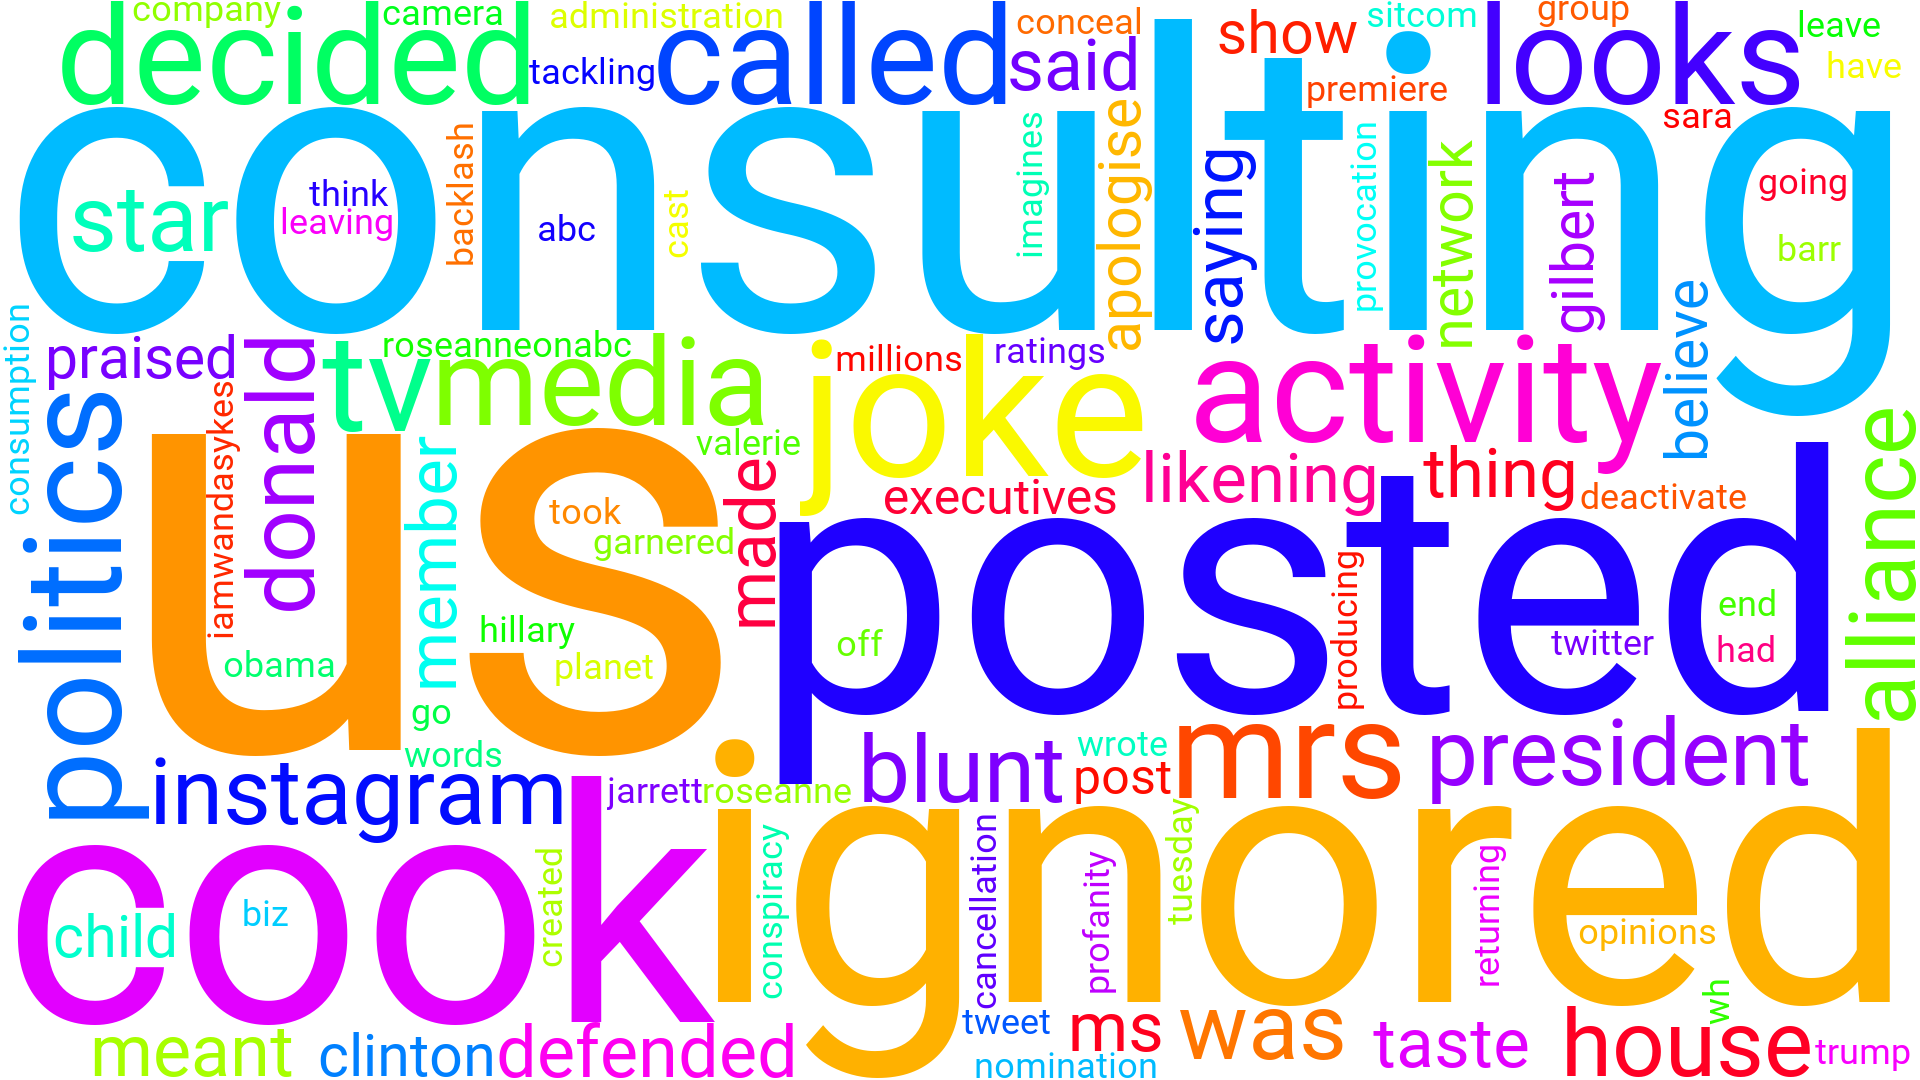 company
camera
administration
conceal
show
sitcom
group
leave
decided
tackling
called
said
premiere
looks
have
sara
consulting
star
think
leaving
backlash
abc
cast
imagines
apologise
saying
provocation
network
gilbert
going
barr
believe
praised
donald
tv
roseanneonabc
media
joke
millions
ratings
activity
consumption
politics
iamwandasykes
member
us
took
garnered
valerie
made
executives
likening
thing
deactivate
alliance
posted
obama
hillary
planet
off
producing
twitter
end
had
go
words
instagram
jarrett
roseanne
blunt
wrote
post
mrs
president
cook
child
biz
created
ignored
conspiracy
cancellation
profanity
tuesday
returning
opinions
wh
meant
clinton
defended
tweet
nomination
ms
was
taste
house
trump